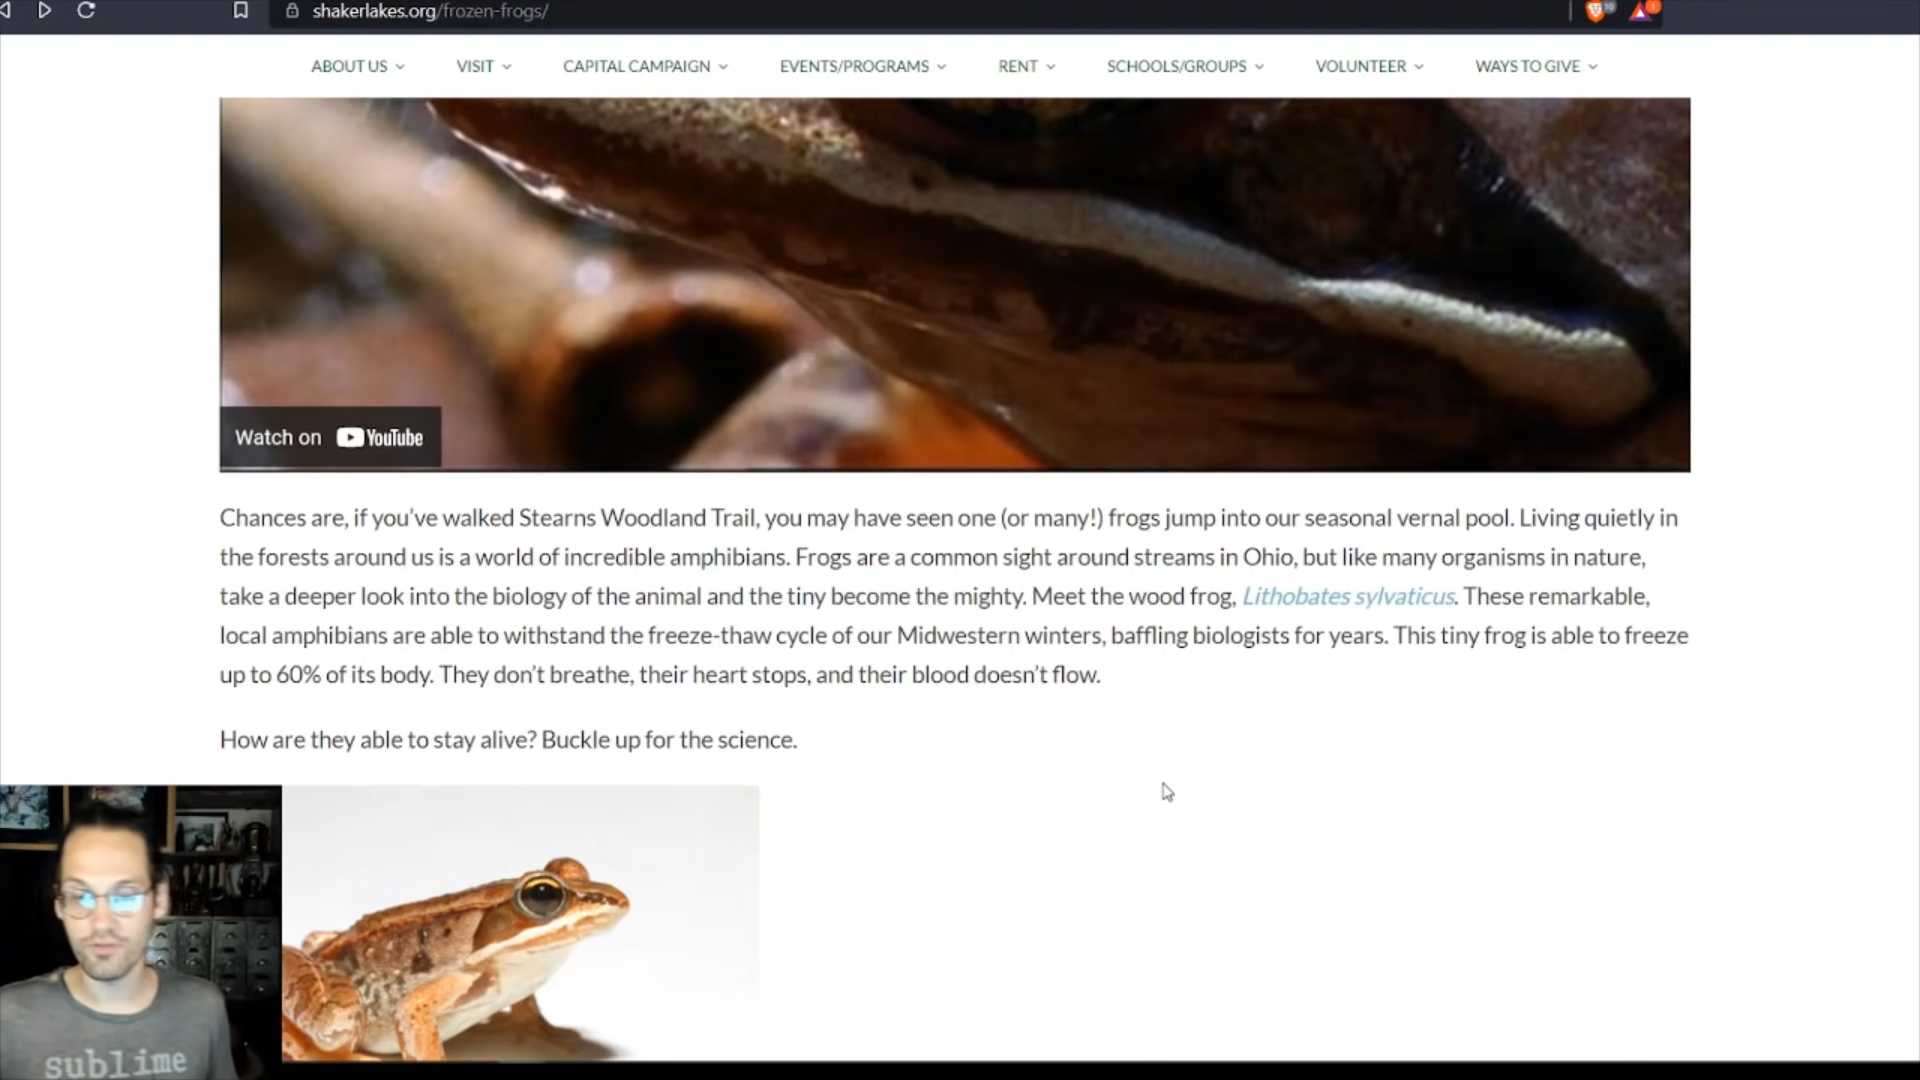 shakerlakes.org/frozen-frogs/
ABOUT US VISIT CAPITAL CAMPAIGN EVENTS/PROGRAMS RENT SCHOOLS/GROUPS VOLUNTEER WAYS TO GIVE
Watch on YouTube
Chances are, if you've walked Stearns Woodland Trail, you may have seen one (or many!) frogs jump into our seasonal vernal pool. Living quietly in
the forests around us is a world of incredible amphibians. Frogs are a common sight around streams in Ohio, but like many organisms in nature,
take a deeper look into the biology of the animal and the tiny become the mighty. Meet the wood frog, Lithobates sylvaticus. These remarkable,
local amphibians are able to withstand the freeze-thaw cycle of our Midwestern winters, baffling biologists for years. This tiny frog is able to freeze
up to 60% of its body. They don't breathe, their heart stops, and their blood doesn't flow.
How are they able to stay alive? Buckle up for the science.
sublime